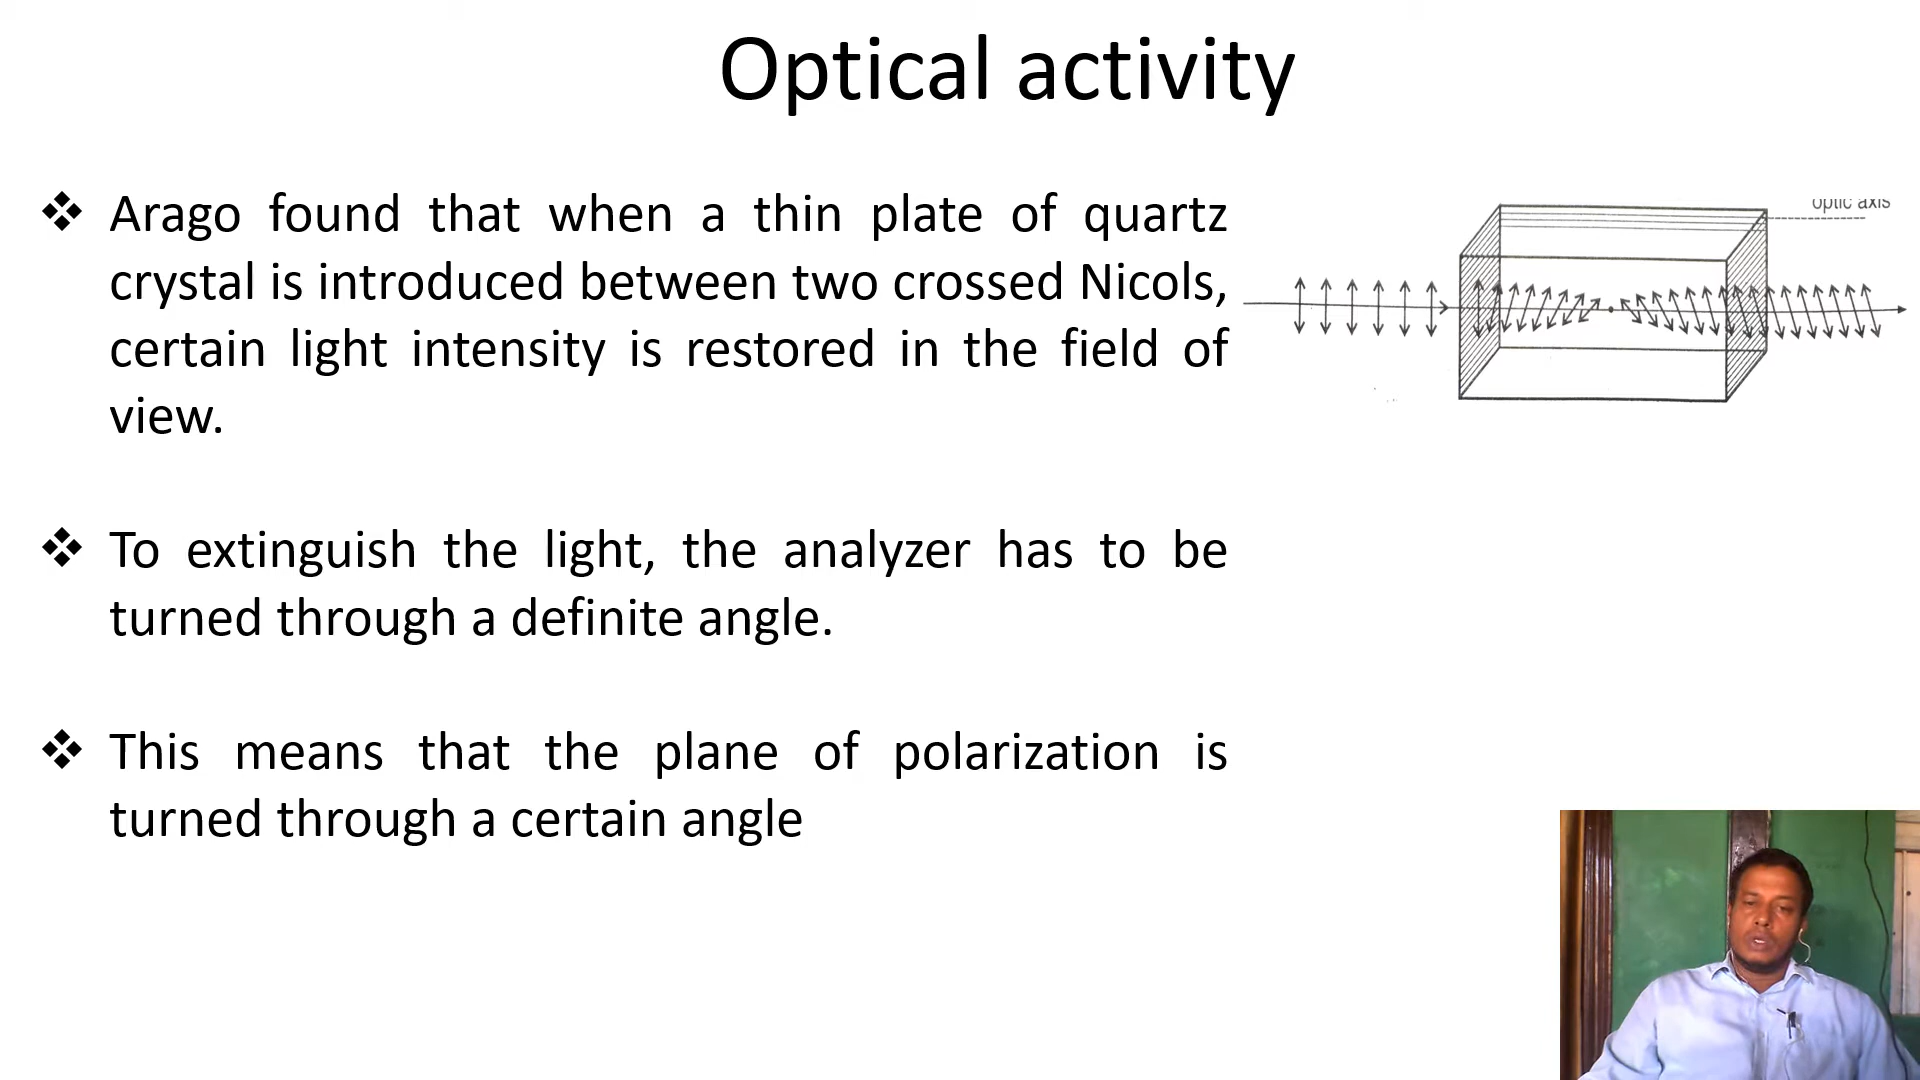 Optical activity
❖ Arago found that when a thin plate of quartz
crystal is introduced between two crossed Nicols,
certain light intensity is restored in the field of
view.
❖ To extinguish the light, the analyzer has to be
turned through a definite angle.
❖ This means that the plane of polarization is
turned through a certain angle
optic axis